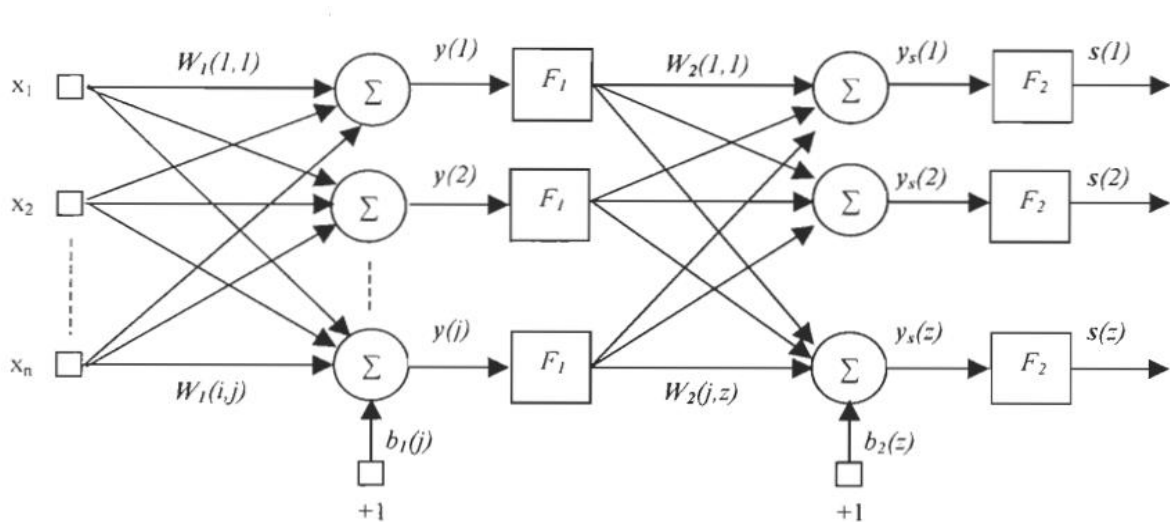 x₁ W₁(1,1) Σ y(1) F₁ W₂(1,1) Σ yₛ(1) F₂ s(1)
x₂ Σ y(2) F₁ Σ yₛ(2) F₂ s(2)
xₙ W₁(i,j) Σ y(j) F₁ W₂(j,z) Σ yₛ(z) F₂ s(z)
b₁(j) b₂(z)
+1 +1